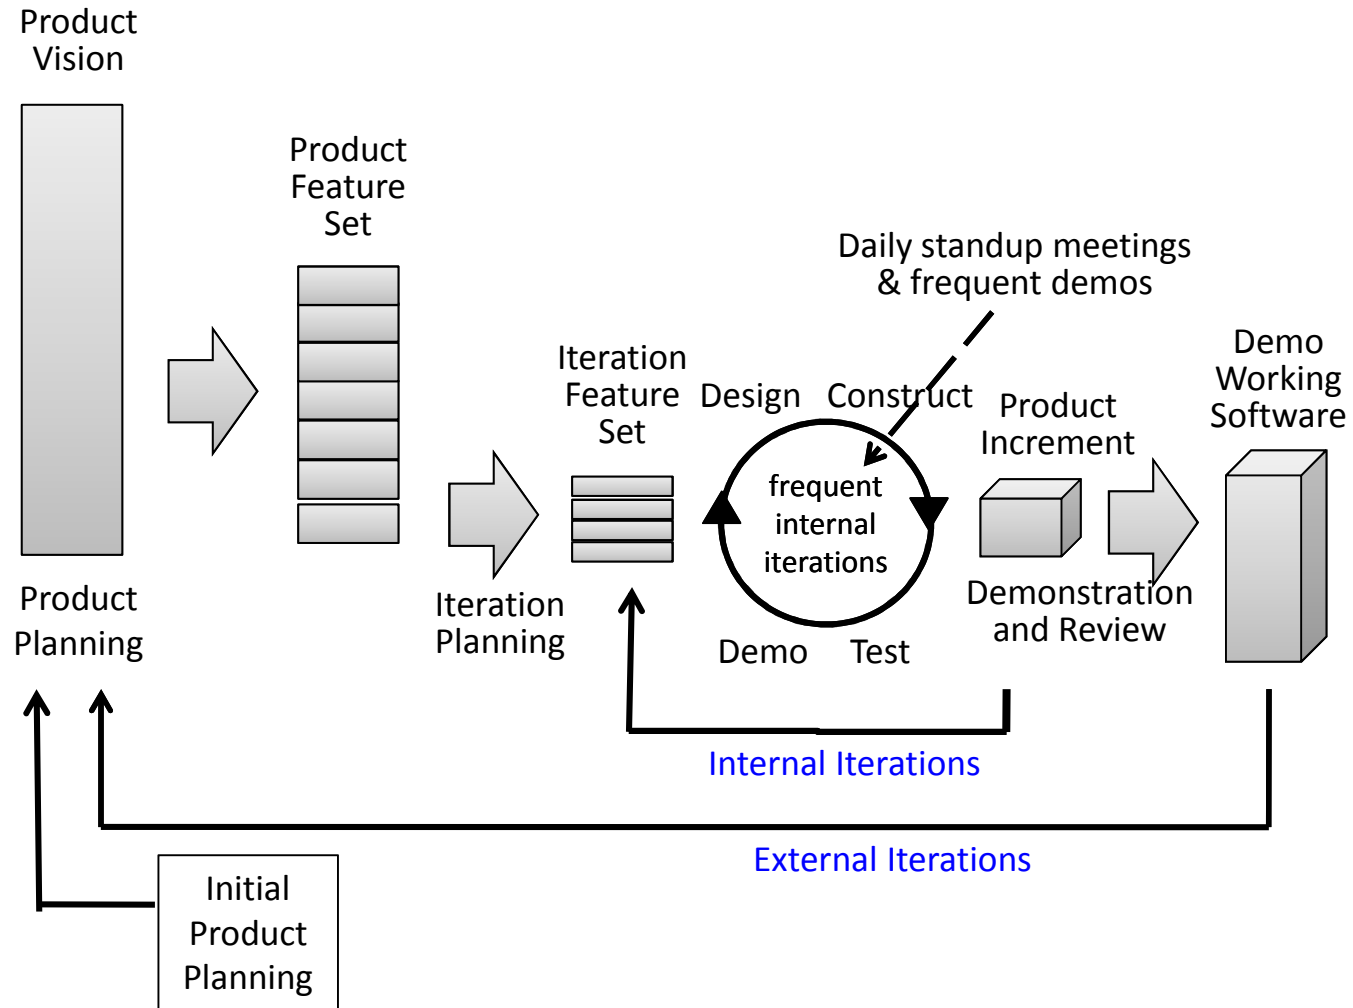 Product
Vision
Product
Feature
Set
Daily standup meetings
& frequent demos
Iteration
Feature
Set
Design
Construct
Product
Increment
Demo
Working
Software
frequent
internal
iterations
Product
Planning
Iteration
Planning
Demo
Test
Demonstration
and Review
Internal Iterations
External Iterations
Initial
Product
Planning